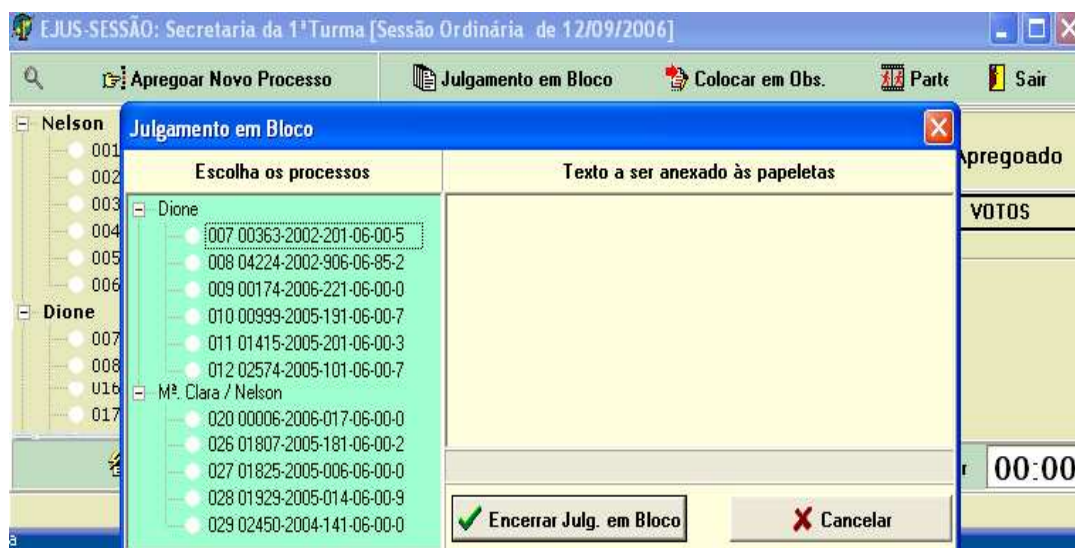 EJUS-SESSÃO: Secretaria da 1ªTurma [Sessão Ordinária de 12/09/2006]
Apregoar Novo Processo Julgamento em Bloco Colocar em Obs. Parte Sair
Nelson
001
002
003
004
005
006
Dione
007
008
016
017
Julgamento em Bloco
Escolha os processos
Texto a ser anexado às papeletas
Dione
007 00363-2002-201-06-00-5
008 04224-2002-906-06-85-2
009 00174-2006-221-06-00-0
010 00999-2005-191-06-00-7
011 01415-2005-201-06-00-3
012 02574-2005-101-06-00-7
Mª. Clara / Nelson
020 00006-2006-017-06-00-0
026 01807-2005-181-06-00-2
027 01825-2005-006-06-00-0
028 01929-2005-014-06-00-9
029 02450-2004-141-06-00-0
Encerrar Julg. em Bloco
Cancelar
Apregoado
VOTOS
00:00